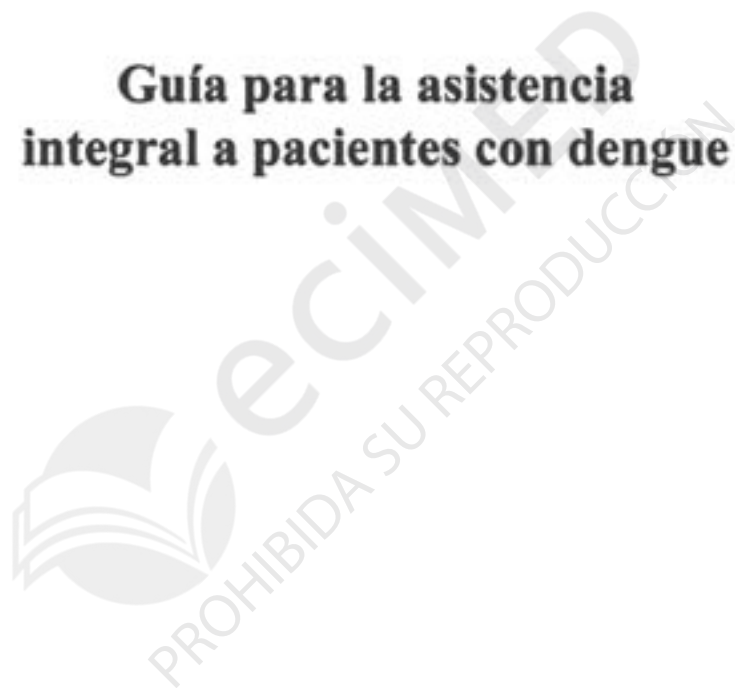 Guía para la asistencia
integral a pacientes con dengue
eciMED
PROHIBIDA SU REPRODUCCIÓN